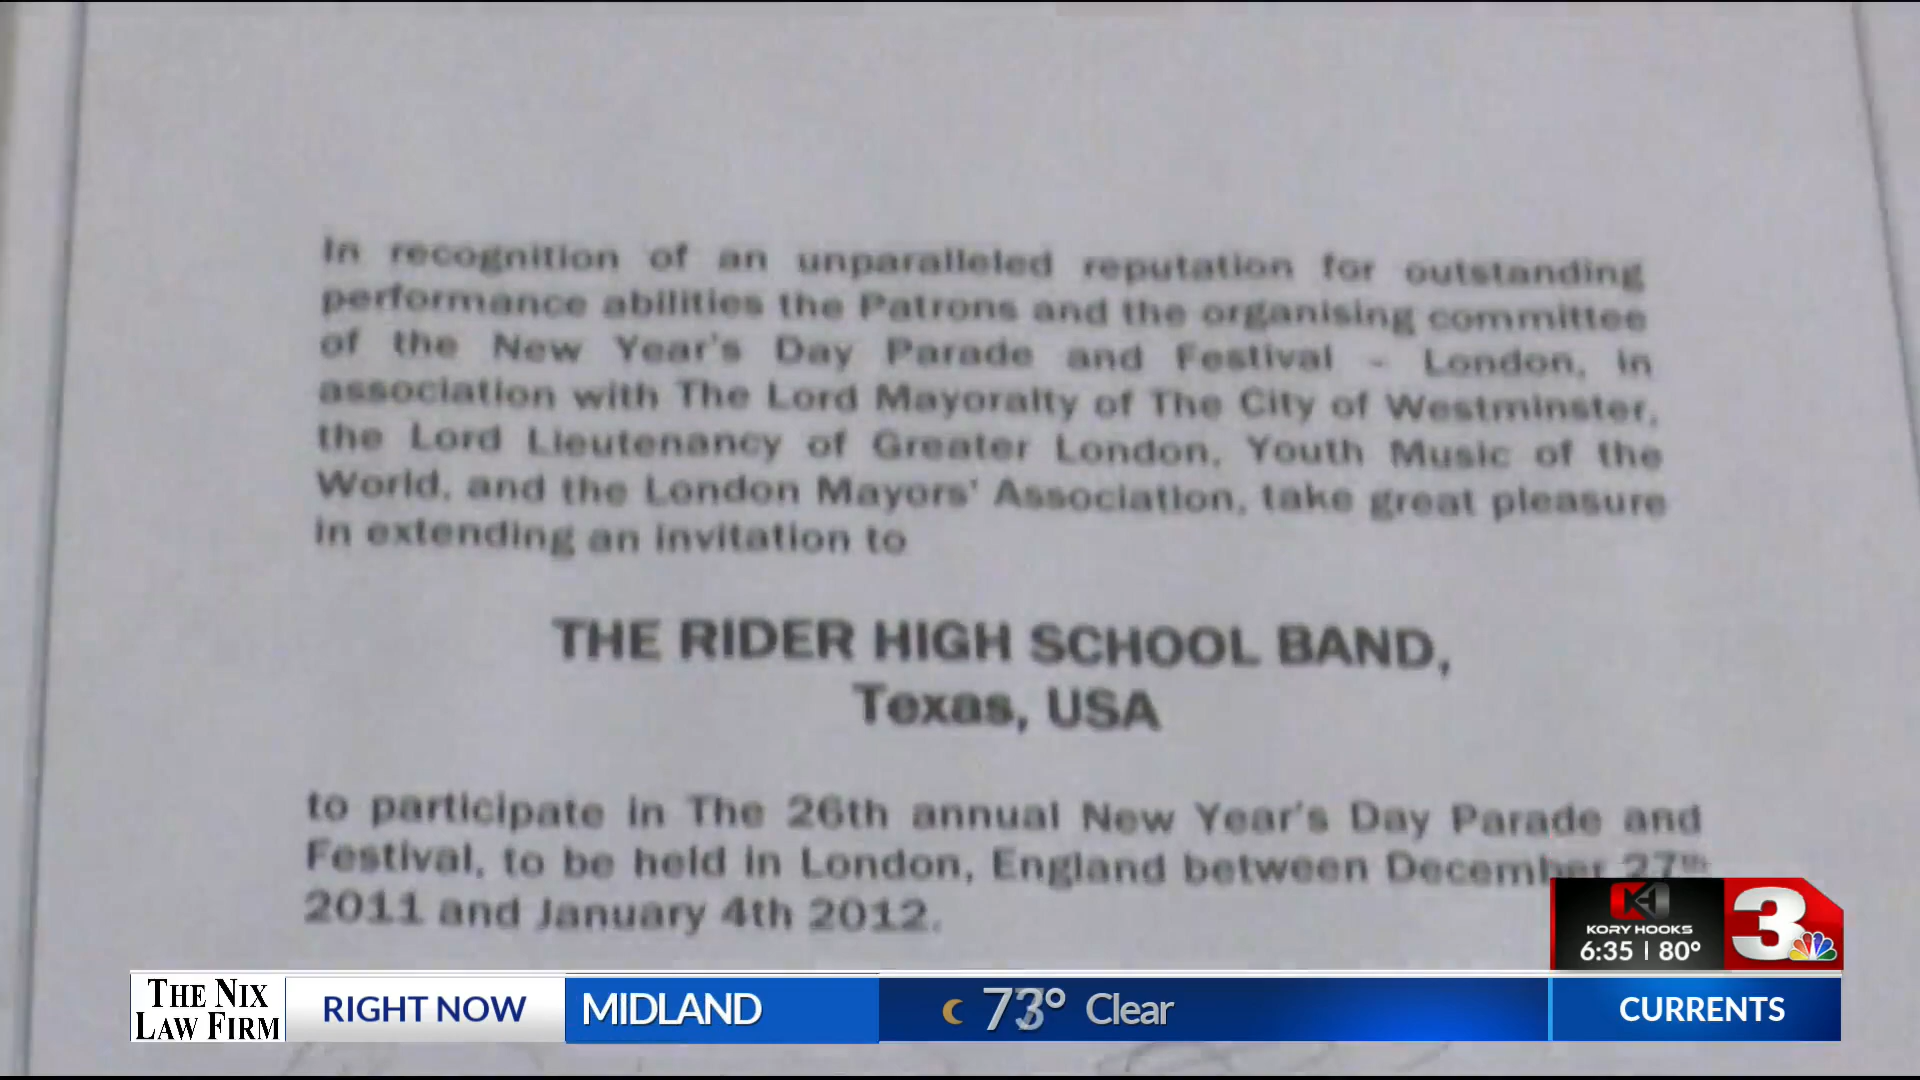 In recognition of an unparalleled reputation for outstanding
performance abilities the Patrons and the organising committee
of the New Year's Day Parade and Festival - London, in
association with The Lord Mayoralty of The City of Westminster,
the Lord Lieutenancy of Greater London, Youth Music of the
World, and the London Mayors' Association, take great pleasure
in extending an invitation to
THE RIDER HIGH SCHOOL BAND,
Texas, USA
to participate in The 26th annual New Year's Day Parade and
Festival, to be held in London, England between December 27th
2011 and January 4th 2012.
KORY HOOKS
6:35 | 80°
3
THE NIX
LAW FIRM
RIGHT NOW
MIDLAND
73° Clear
CURRENTS